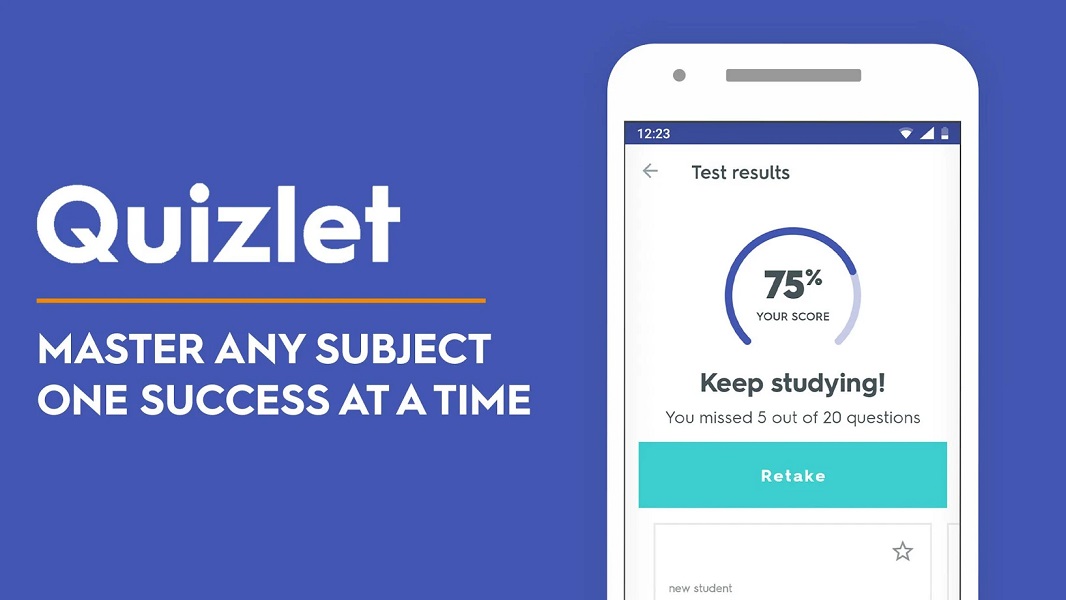 Quizlet
MASTER ANY SUBJECT
ONE SUCCESS AT A TIME
12:23
Test results
75%
YOUR SCORE
Keep studying!
You missed 5 out of 20 questions
Retake
new student